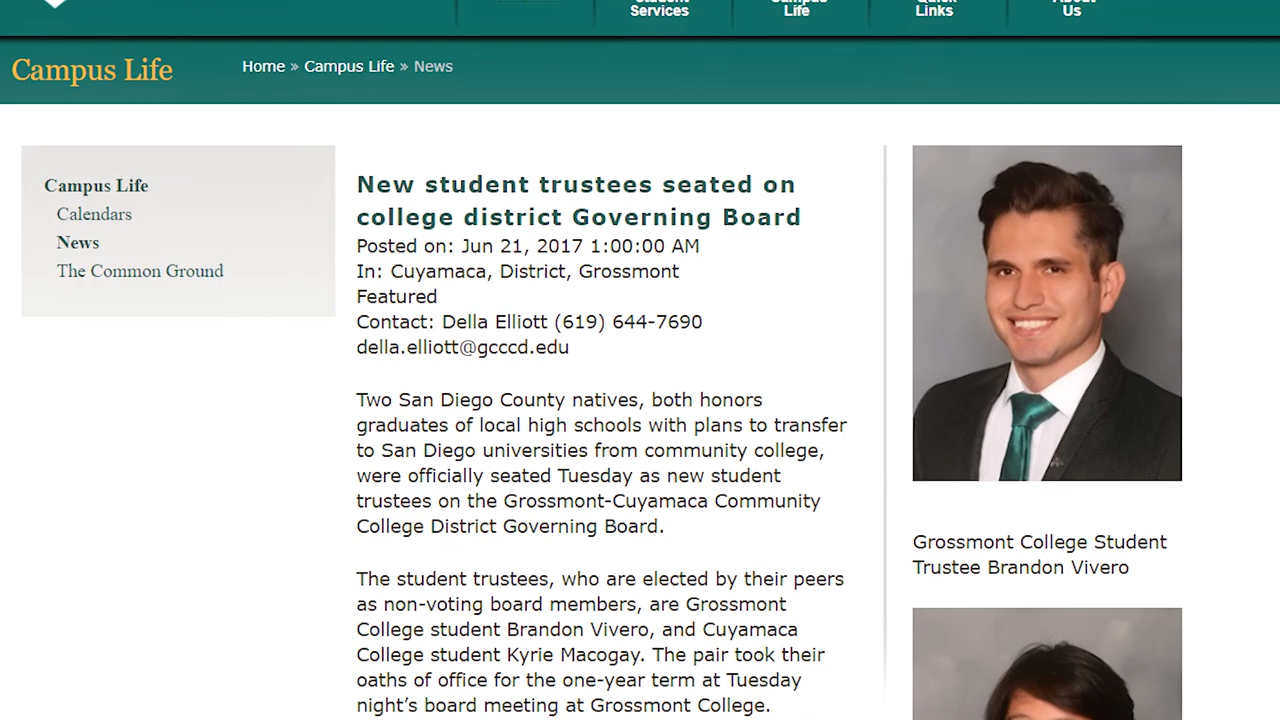 Services
Life
Links
Us
Campus Life
Home » Campus Life » News
Campus Life
Calendars
News
The Common Ground
New student trustees seated on
college district Governing Board
Posted on: Jun 21, 2017 1:00:00 AM
In: Cuyamaca, District, Grossmont
Featured
Contact: Della Elliott (619) 644-7690
della.elliott@gcccd.edu
Two San Diego County natives, both honors
graduates of local high schools with plans to transfer
to San Diego universities from community college,
were officially seated Tuesday as new student
trustees on the Grossmont-Cuyamaca Community
College District Governing Board.
The student trustees, who are elected by their peers
as non-voting board members, are Grossmont
College student Brandon Vivero, and Cuyamaca
College student Kyrie Macogay. The pair took their
oaths of office for the one-year term at Tuesday
night’s board meeting at Grossmont College.
Grossmont College Student
Trustee Brandon Vivero